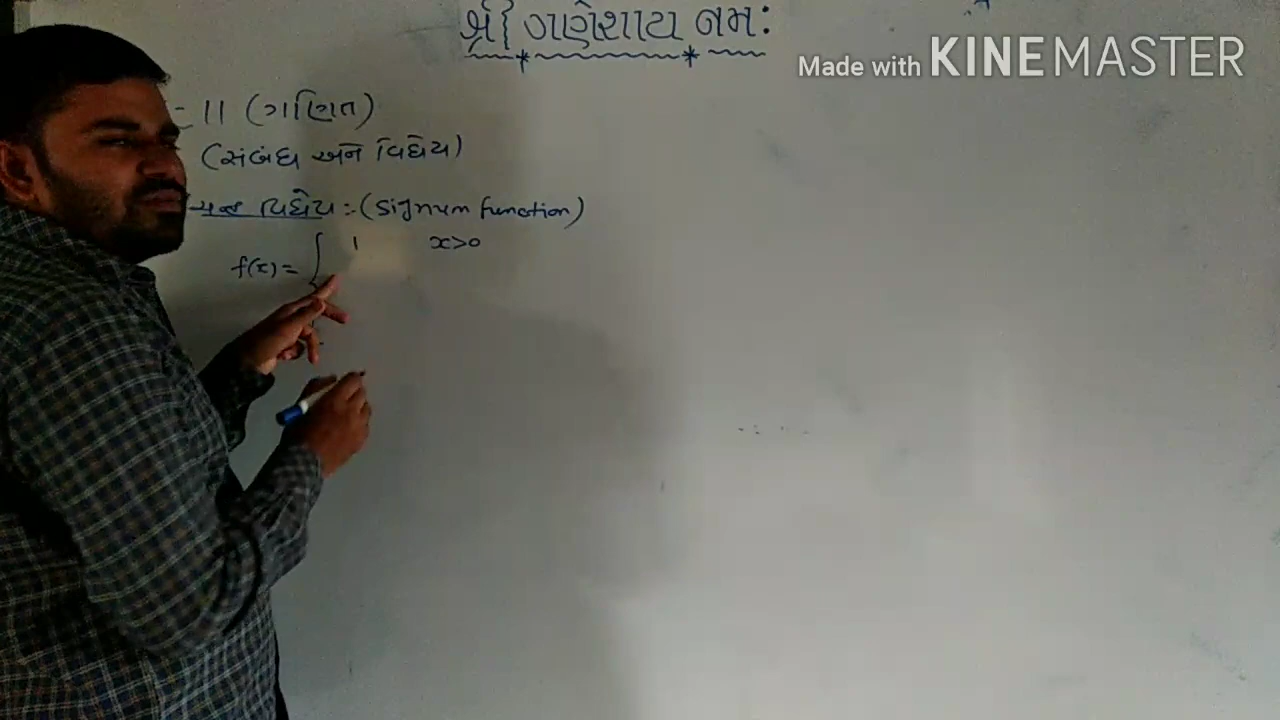 શ્રી ગણેશાય નમઃ
Made with KINEMASTER
- 11 (ગણિત)
(સંબંધ અને વિધેય)
વિધેય :- (Signum function)
f(x) = { 1 x>0